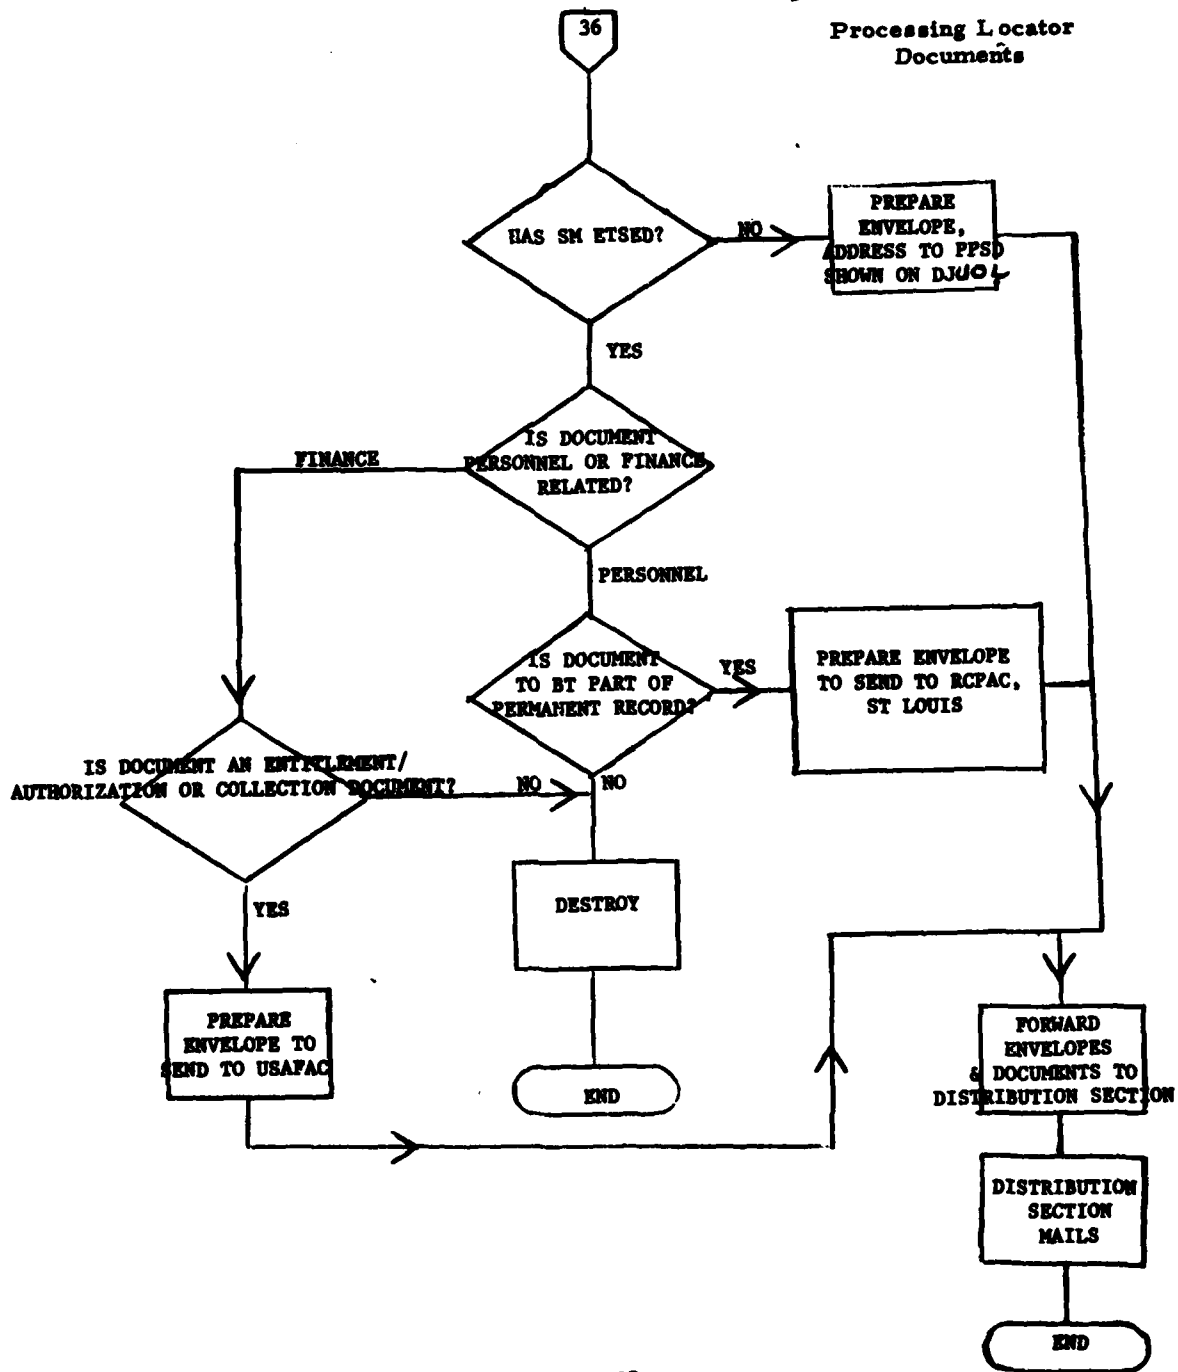 36
Processing Locator
Documents
HAS SM ETSED?
NO
PREPARE
ENVELOPE,
ADDRESS TO PPSD
SHOWN ON
YES
IS DOCUMENT
PERSONNEL OR FINANCE
RELATED?
FINANCE
PERSONNEL
IS DOCUMENT
TO BT PART OF
PERMANENT RECORD?
YES
PREPARE ENVELOPE
TO SEND TO RCPAC,
ST LOUIS
IS DOCUMENT AN ENTITLEMENT/
AUTHORIZATION OR COLLECTION DOCUMENT?
NO
NO
YES
DESTROY
PREPARE
ENVELOPE TO
SEND TO USAFAC
END
FORWARD
ENVELOPES
& DOCUMENTS TO
DISTRIBUTION SECTION
DISTRIBUTION
SECTION
MAILS
END